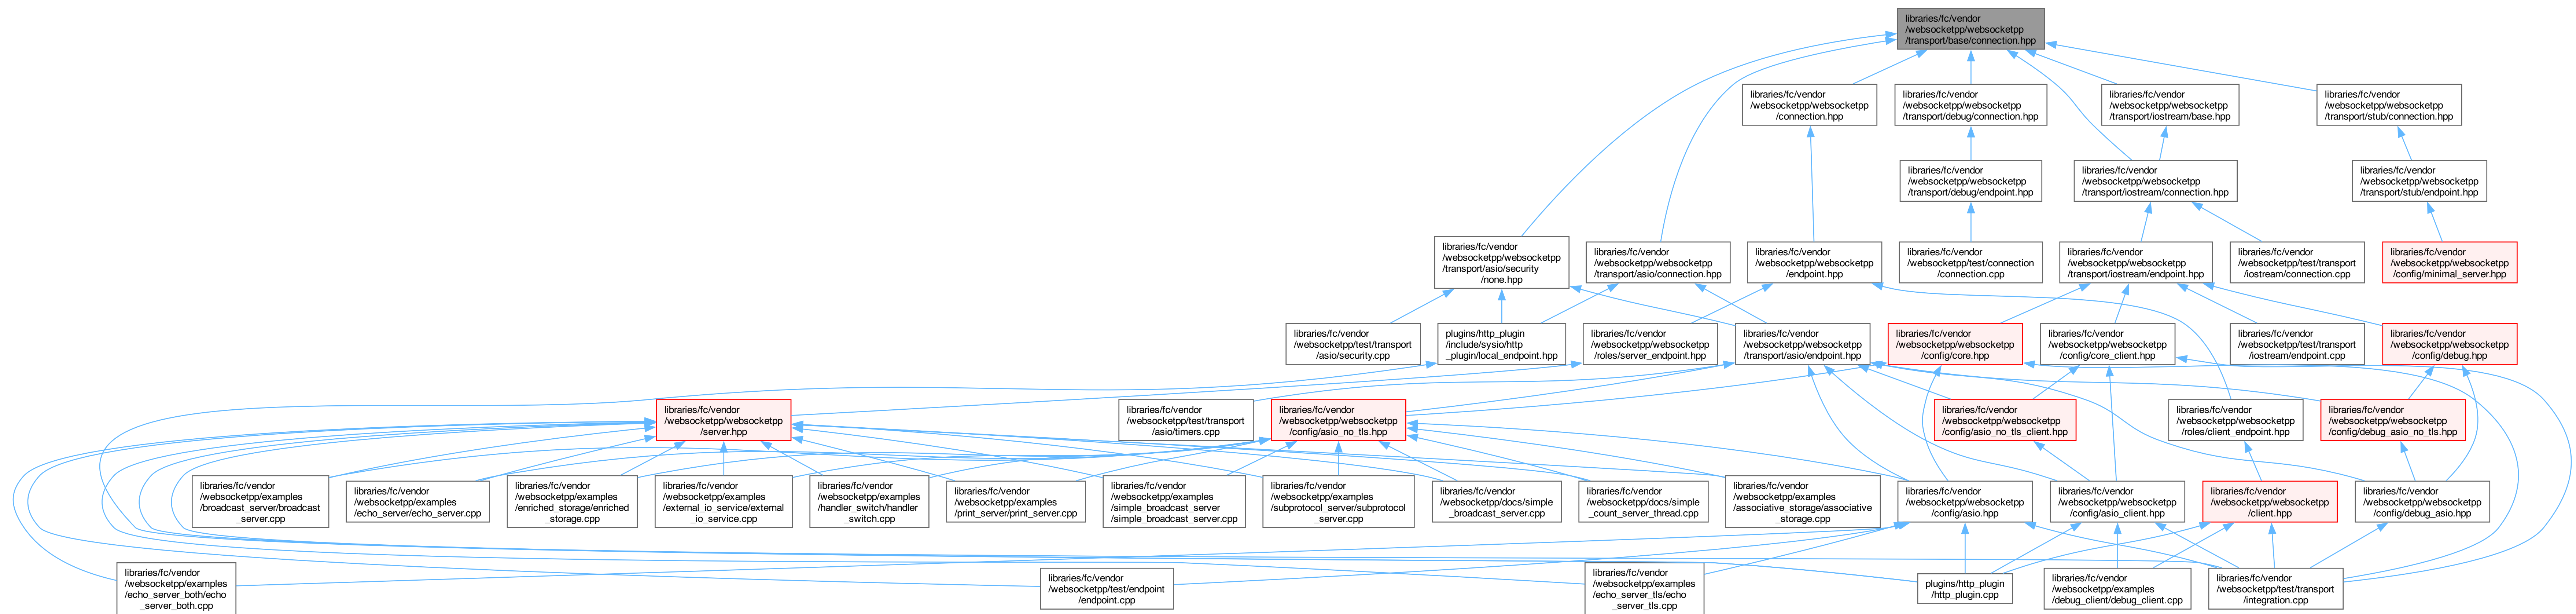 libraries/fc/vendor
/websocketpp/websocketpp
/transport/base/connection.hpp
libraries/fc/vendor
/websocketpp/websocketpp
/connection.hpp
libraries/fc/vendor
/websocketpp/websocketpp
/transport/debug/connection.hpp
libraries/fc/vendor
/websocketpp/websocketpp
/transport/iostream/base.hpp
libraries/fc/vendor
/websocketpp/websocketpp
/transport/stub/connection.hpp
libraries/fc/vendor
/websocketpp/websocketpp
/transport/debug/endpoint.hpp
libraries/fc/vendor
/websocketpp/websocketpp
/transport/iostream/connection.hpp
libraries/fc/vendor
/websocketpp/websocketpp
/transport/stub/endpoint.hpp
libraries/fc/vendor
/websocketpp/websocketpp
/transport/asio/security
/none.hpp
libraries/fc/vendor
/websocketpp/websocketpp
/transport/asio/connection.hpp
libraries/fc/vendor
/websocketpp/websocketpp
/endpoint.hpp
libraries/fc/vendor
/websocketpp/test/connection
/connection.cpp
libraries/fc/vendor
/websocketpp/websocketpp
/transport/iostream/endpoint.hpp
libraries/fc/vendor
/websocketpp/test/transport
/iostream/connection.cpp
libraries/fc/vendor
/websocketpp/websocketpp
/config/minimal_server.hpp
libraries/fc/vendor
/websocketpp/test/transport
/asio/security.cpp
plugins/http_plugin
/include/sysio/http
_plugin/local_endpoint.hpp
libraries/fc/vendor
/websocketpp/websocketpp
/roles/server_endpoint.hpp
libraries/fc/vendor
/websocketpp/websocketpp
/transport/asio/endpoint.hpp
libraries/fc/vendor
/websocketpp/websocketpp
/config/core.hpp
libraries/fc/vendor
/websocketpp/websocketpp
/config/core_client.hpp
libraries/fc/vendor
/websocketpp/test/transport
/iostream/endpoint.cpp
libraries/fc/vendor
/websocketpp/websocketpp
/config/debug.hpp
libraries/fc/vendor
/websocketpp/websocketpp
/server.hpp
libraries/fc/vendor
/websocketpp/test/transport
/asio/timers.cpp
libraries/fc/vendor
/websocketpp/websocketpp
/config/asio_no_tls.hpp
libraries/fc/vendor
/websocketpp/websocketpp
/config/asio_no_tls_client.hpp
libraries/fc/vendor
/websocketpp/websocketpp
/roles/client_endpoint.hpp
libraries/fc/vendor
/websocketpp/websocketpp
/config/debug_asio_no_tls.hpp
libraries/fc/vendor
/websocketpp/examples
/broadcast_server/broadcast
_server.cpp
libraries/fc/vendor
/websocketpp/examples
/echo_server/echo_server.cpp
libraries/fc/vendor
/websocketpp/examples
/enriched_storage/enriched
_storage.cpp
libraries/fc/vendor
/websocketpp/examples
/external_io_service/external
_io_service.cpp
libraries/fc/vendor
/websocketpp/examples
/handler_switch/handler
_switch.cpp
libraries/fc/vendor
/websocketpp/examples
/print_server/print_server.cpp
libraries/fc/vendor
/websocketpp/examples
/simple_broadcast_server
/simple_broadcast_server.cpp
libraries/fc/vendor
/websocketpp/examples
/subprotocol_server/subprotocol
_server.cpp
libraries/fc/vendor
/websocketpp/docs/simple
_broadcast_server.cpp
libraries/fc/vendor
/websocketpp/docs/simple
_count_server_thread.cpp
libraries/fc/vendor
/websocketpp/examples
/associative_storage/associative
_storage.cpp
libraries/fc/vendor
/websocketpp/websocketpp
/config/asio.hpp
libraries/fc/vendor
/websocketpp/websocketpp
/config/asio_client.hpp
libraries/fc/vendor
/websocketpp/websocketpp
/client.hpp
libraries/fc/vendor
/websocketpp/websocketpp
/config/debug_asio.hpp
libraries/fc/vendor
/websocketpp/examples
/echo_server_both/echo
_server_both.cpp
libraries/fc/vendor
/websocketpp/test/endpoint
/endpoint.cpp
libraries/fc/vendor
/websocketpp/examples
/echo_server_tls/echo
_server_tls.cpp
plugins/http_plugin
/http_plugin.cpp
libraries/fc/vendor
/websocketpp/examples
/debug_client/debug_client.cpp
libraries/fc/vendor
/websocketpp/test/transport
/integration.cpp